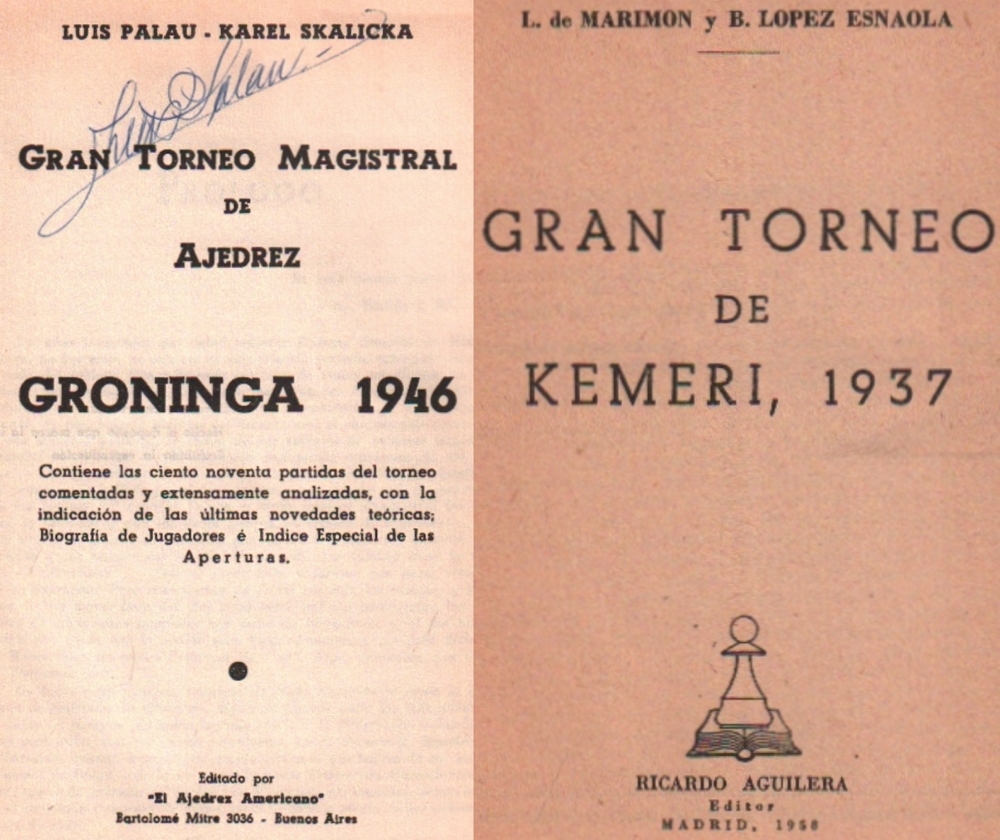 LUIS PALAU - KAREL SKALICKA
Luis Palau
GRAN TORNEO MAGISTRAL
DE
AJEDREZ
GRONINGA 1946
Contiene las ciento noventa partidas del torneo
comentadas y extensamente analizadas, con la
indicación de las últimas novedades teóricas;
Biografía de Jugadores é Indice Especial de las
Aperturas.
Editado por
"El Ajedrez Americano"
Bartolomé Mitre 3036 - Buenos Aires
L. de MARIMON y B. LOPEZ ESNAOLA
GRAN TORNEO
DE
KEMERI, 1937
RICARDO AGUILERA
Editor
MADRID, 1958